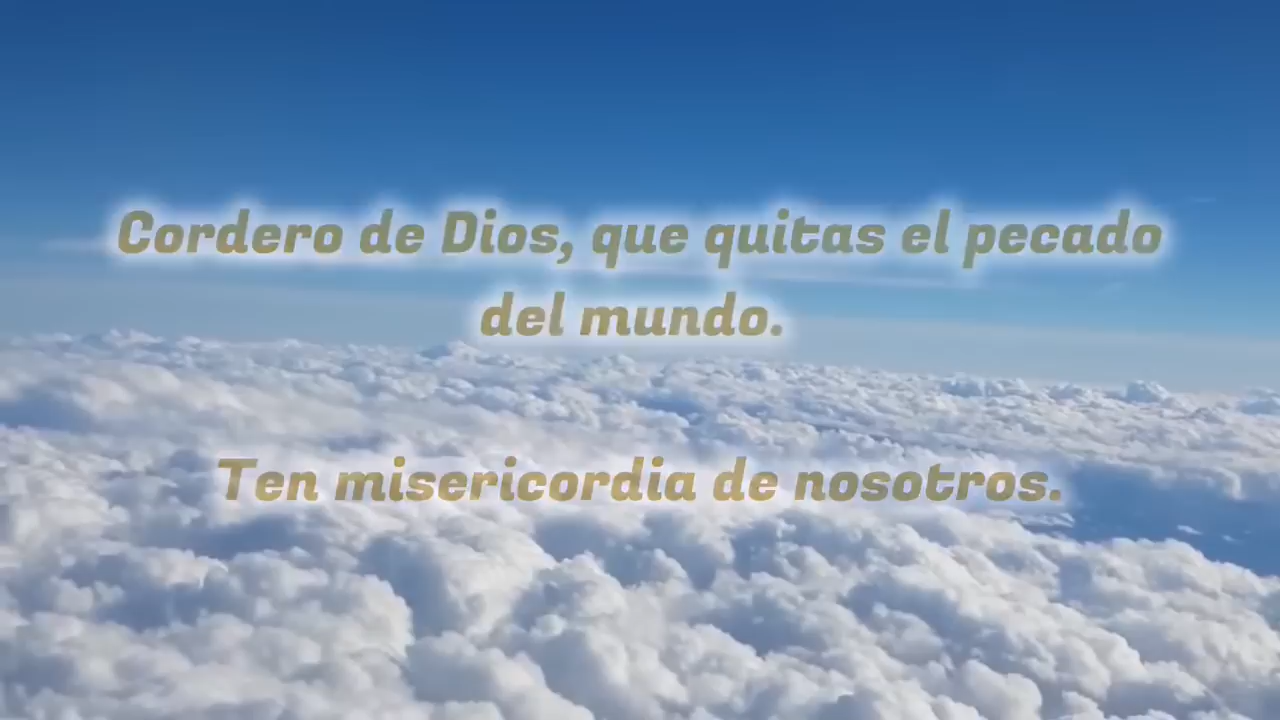 Cordero de Dios, que quitas el pecado
del mundo.
Ten misericordia de nosotros.